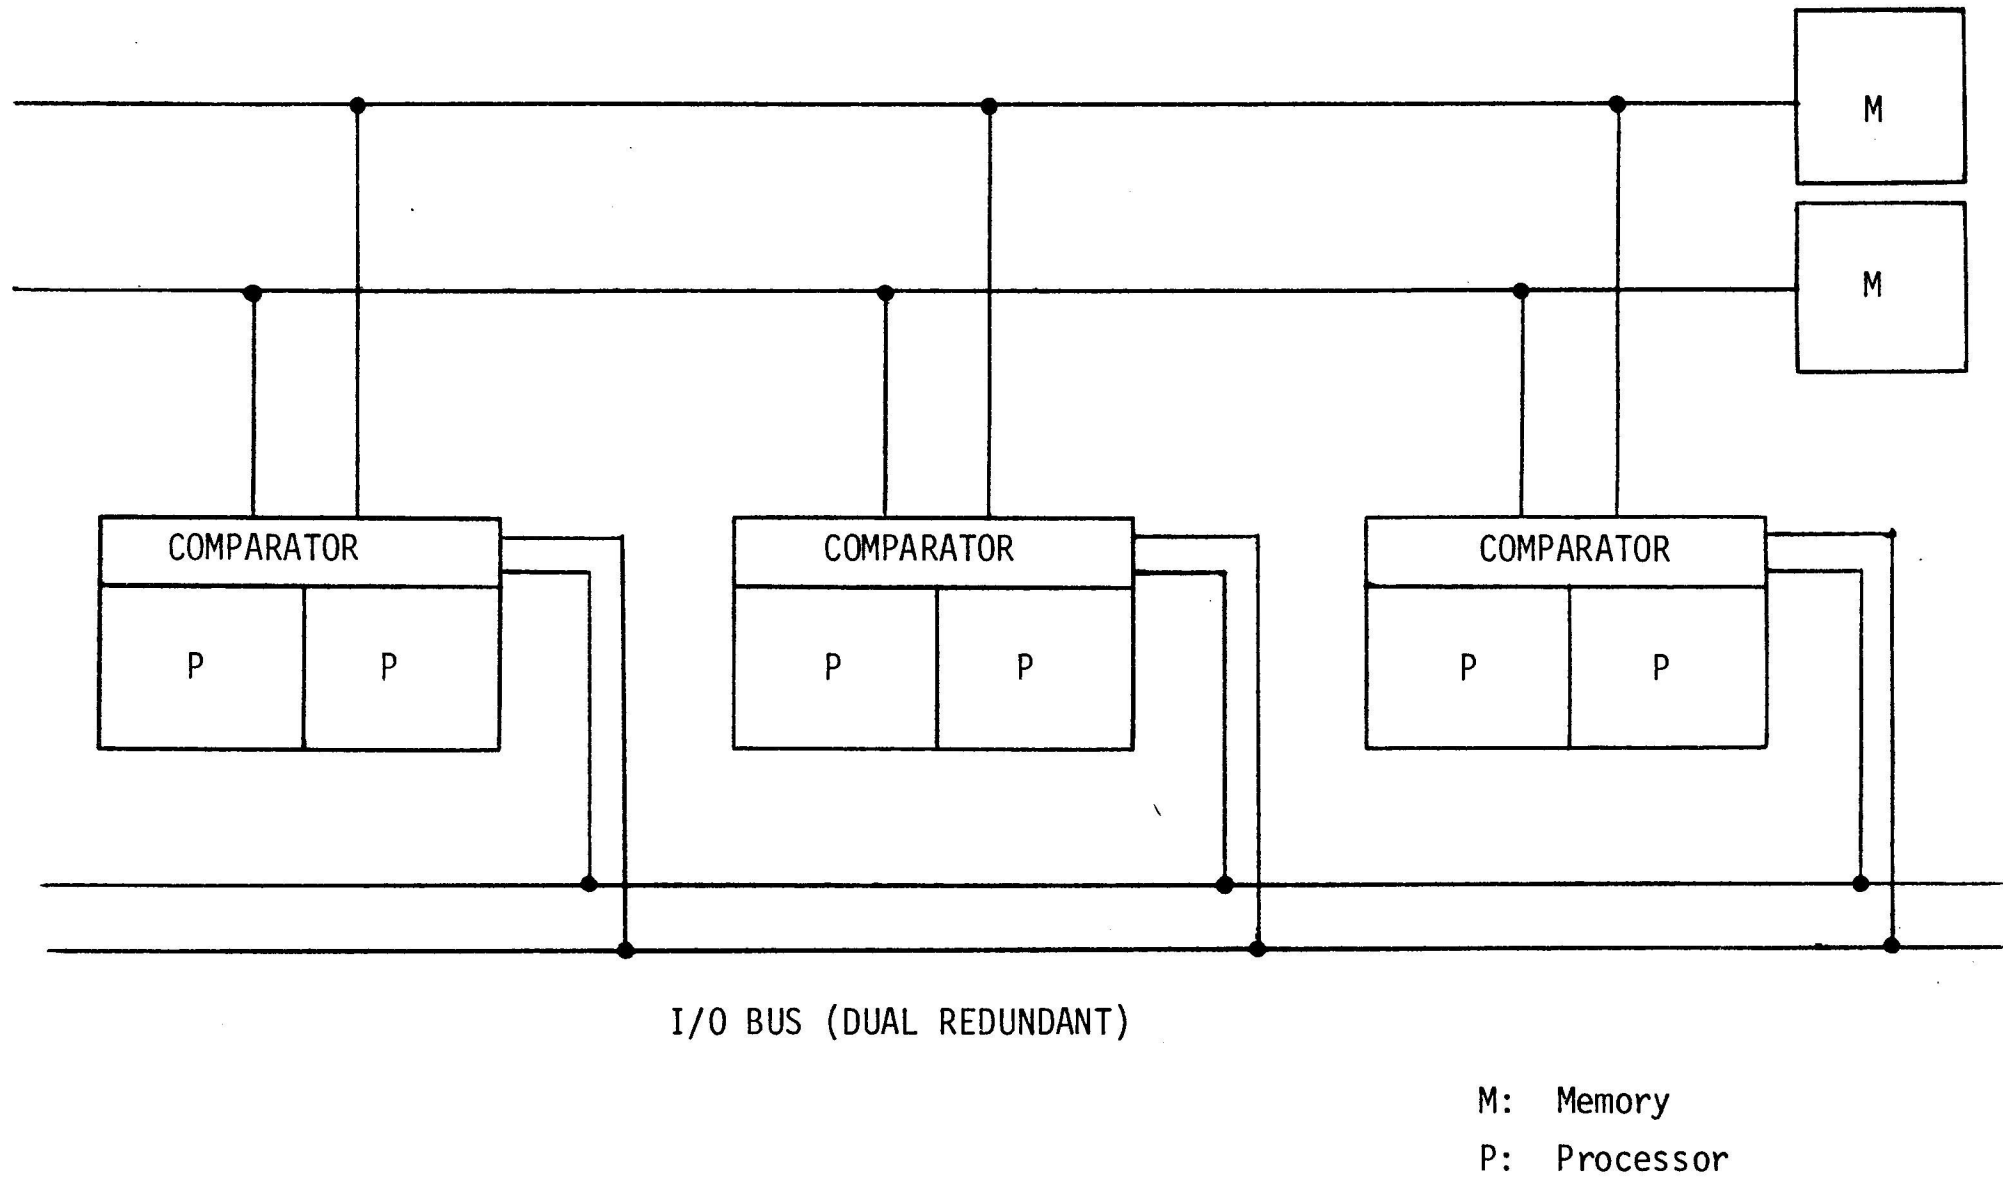 M
M
COMPARATOR COMPARATOR COMPARATOR
P P P P P P
I/O BUS (DUAL REDUNDANT)
M: Memory
P: Processor